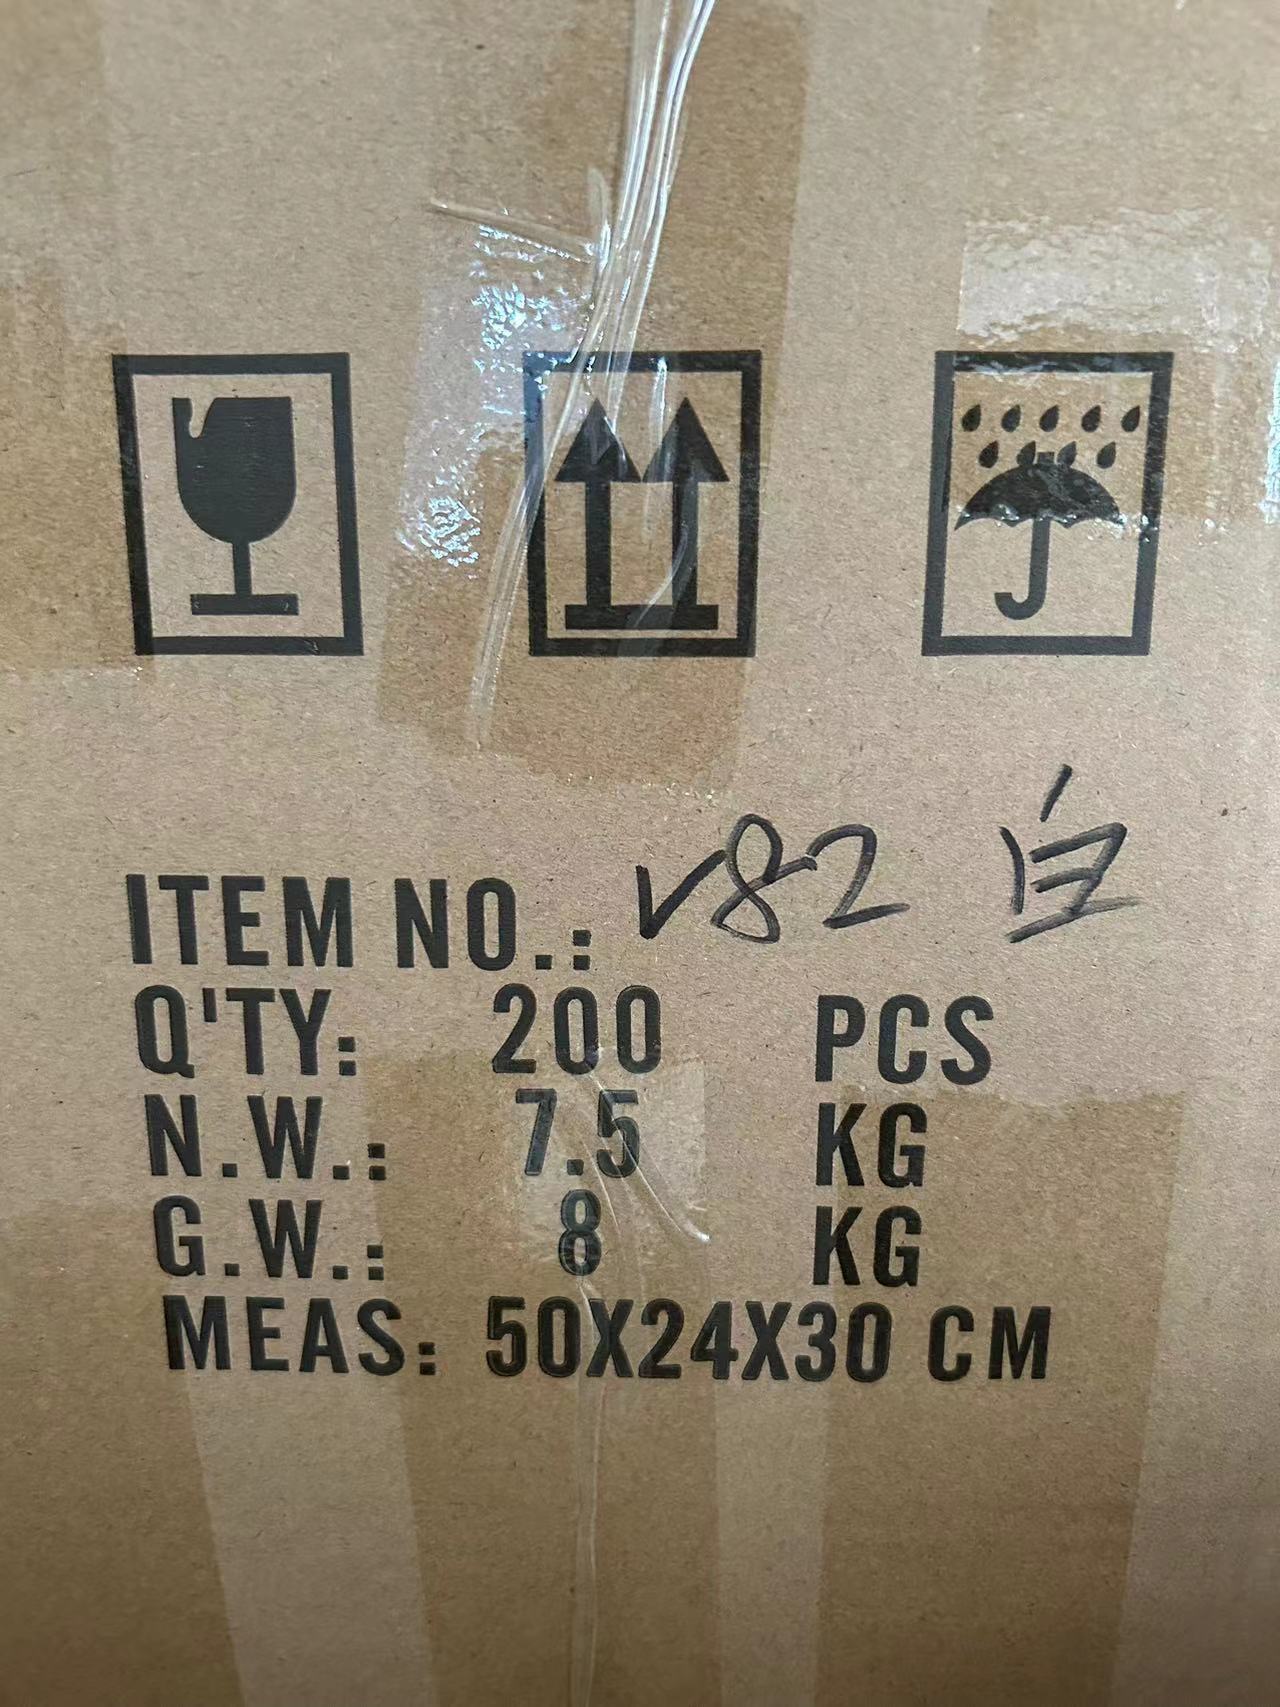 ITEM NO.: V82 白
Q'TY: 200 PCS
N.W.: 7.5 KG
G.W.: 8 KG
MEAS: 50X24X30 CM